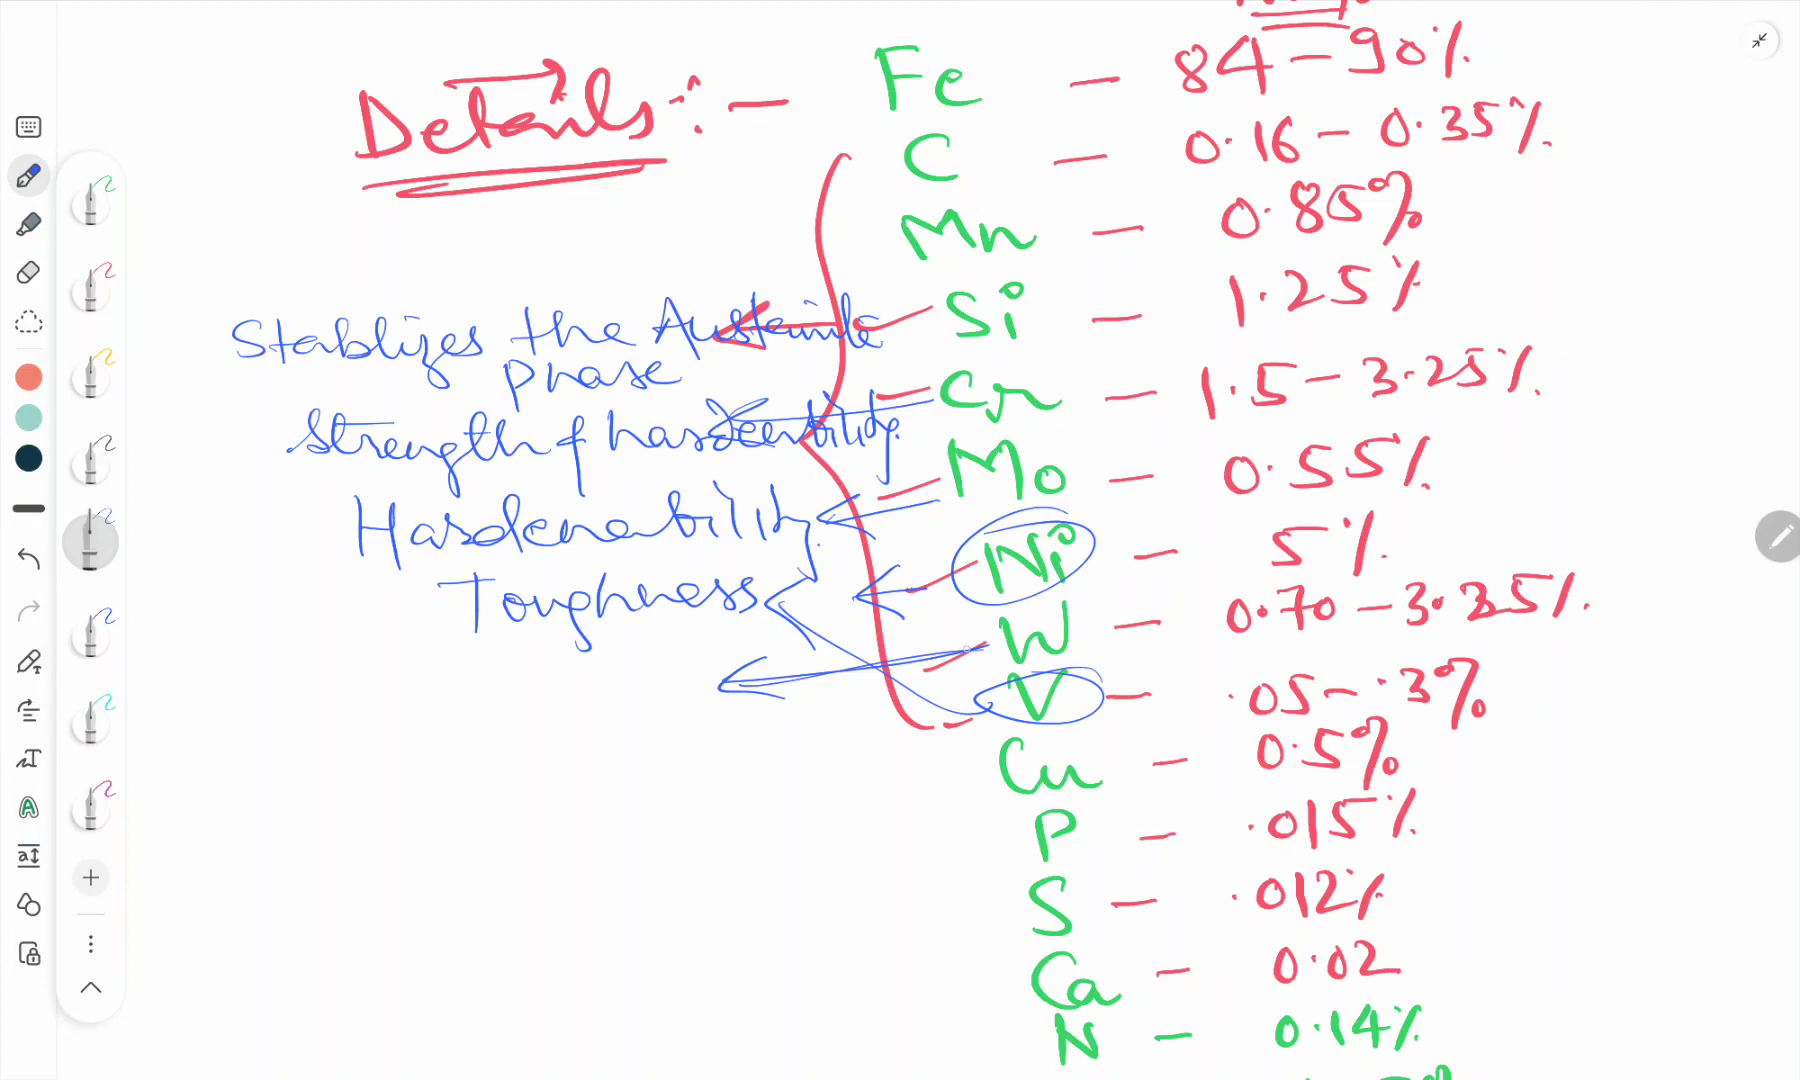 Details:- Fe - 84-90%
C - 0.16-0.35%
Mn - 0.85%
Si - 1.25%
Stablizes the Austenite
phase
Cr - 1.5-3.25%
Strength & hardenbility.
Mo - 0.55%
Hardenability
Ni - 5%
Toughness
W - 0.70-3.25%
V - .05-.3%
Cu - 0.5%
P - .015%
S - .012%
Ca - 0.02
N - 0.14%